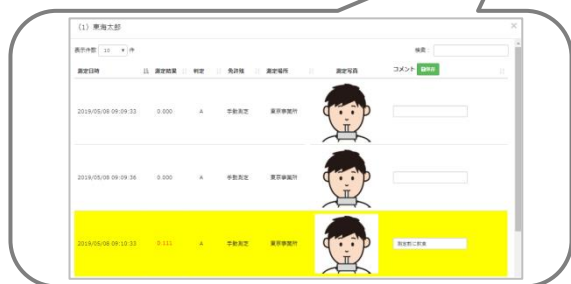 (1) 東海太郎 ×
表示件数 10 件 検索:
測定日時 測定結果 判定 免許証 測定場所 測定写真 コメント
2019/05/08 09:09:33 0.000 手動測定 東京事業所
2019/05/08 09:09:36 0.000 手動測定 東京事業所
2019/05/08 09:10:33 0.111 手動測定 東京事業所